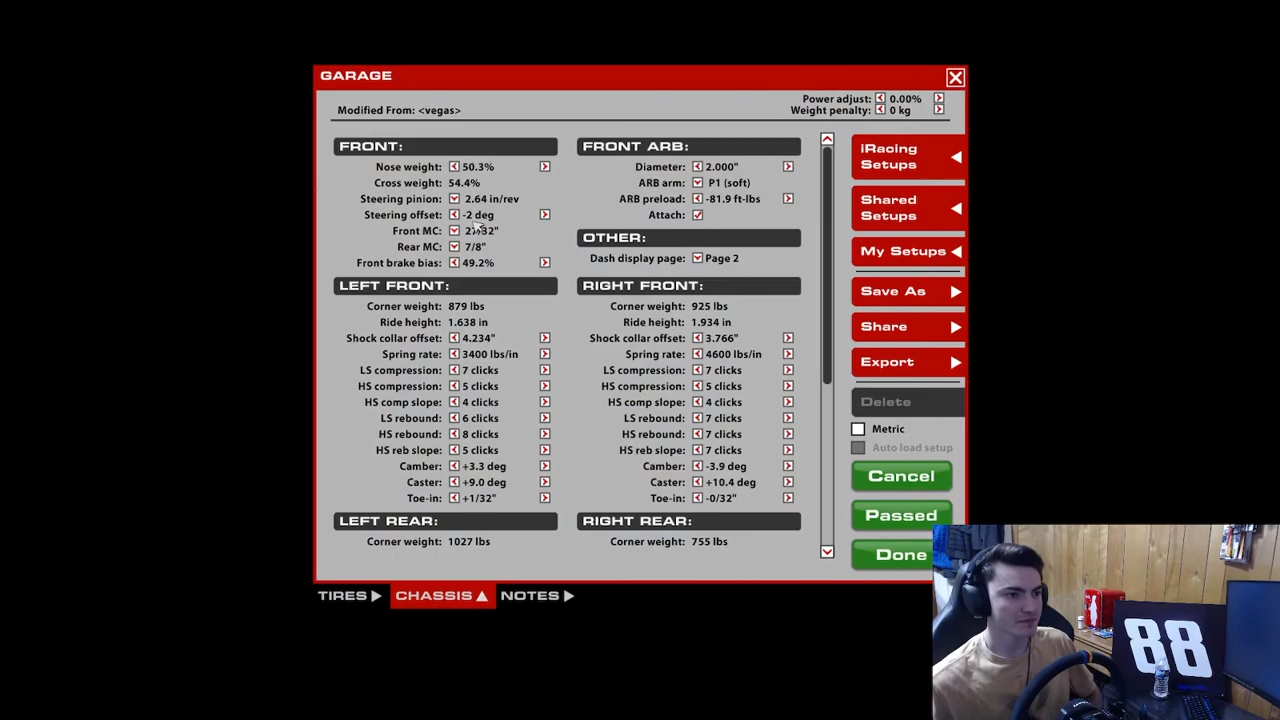 GARAGE
Modified From: <vegas>
Power adjust: 0.00%
Weight penalty: 0 kg
FRONT:
Nose weight: 50.3%
Cross weight: 54.4%
Steering pinion: 2.64 in/rev
Steering offset: -2 deg
Front MC: 27/32"
Rear MC: 7/8"
Front brake bias: 49.2%
FRONT ARB:
Diameter: 2.000"
ARB arm: P1 (soft)
ARB preload: -81.9 ft-lbs
Attach:
OTHER:
Dash display page: Page 2
LEFT FRONT:
Corner weight: 879 lbs
Ride height: 1.638 in
Shock collar offset: 4.234"
Spring rate: 3400 lbs/in
LS compression: 7 clicks
HS compression: 5 clicks
HS comp slope: 4 clicks
LS rebound: 6 clicks
HS rebound: 8 clicks
HS reb slope: 5 clicks
Camber: +3.3 deg
Caster: +9.0 deg
Toe-in: +1/32"
RIGHT FRONT:
Corner weight: 925 lbs
Ride height: 1.934 in
Shock collar offset: 3.766"
Spring rate: 4600 lbs/in
LS compression: 7 clicks
HS compression: 5 clicks
HS comp slope: 4 clicks
LS rebound: 7 clicks
HS rebound: 7 clicks
HS reb slope: 7 clicks
Camber: -3.9 deg
Caster: +10.4 deg
Toe-in: -0/32"
LEFT REAR:
Corner weight: 1027 lbs
RIGHT REAR:
Corner weight: 755 lbs
iRacing
Setups
Shared
Setups
My Setups
Save As
Share
Export
Delete
Metric
Auto load setup
Cancel
Passed
Done
TIRES
CHASSIS
NOTES
88